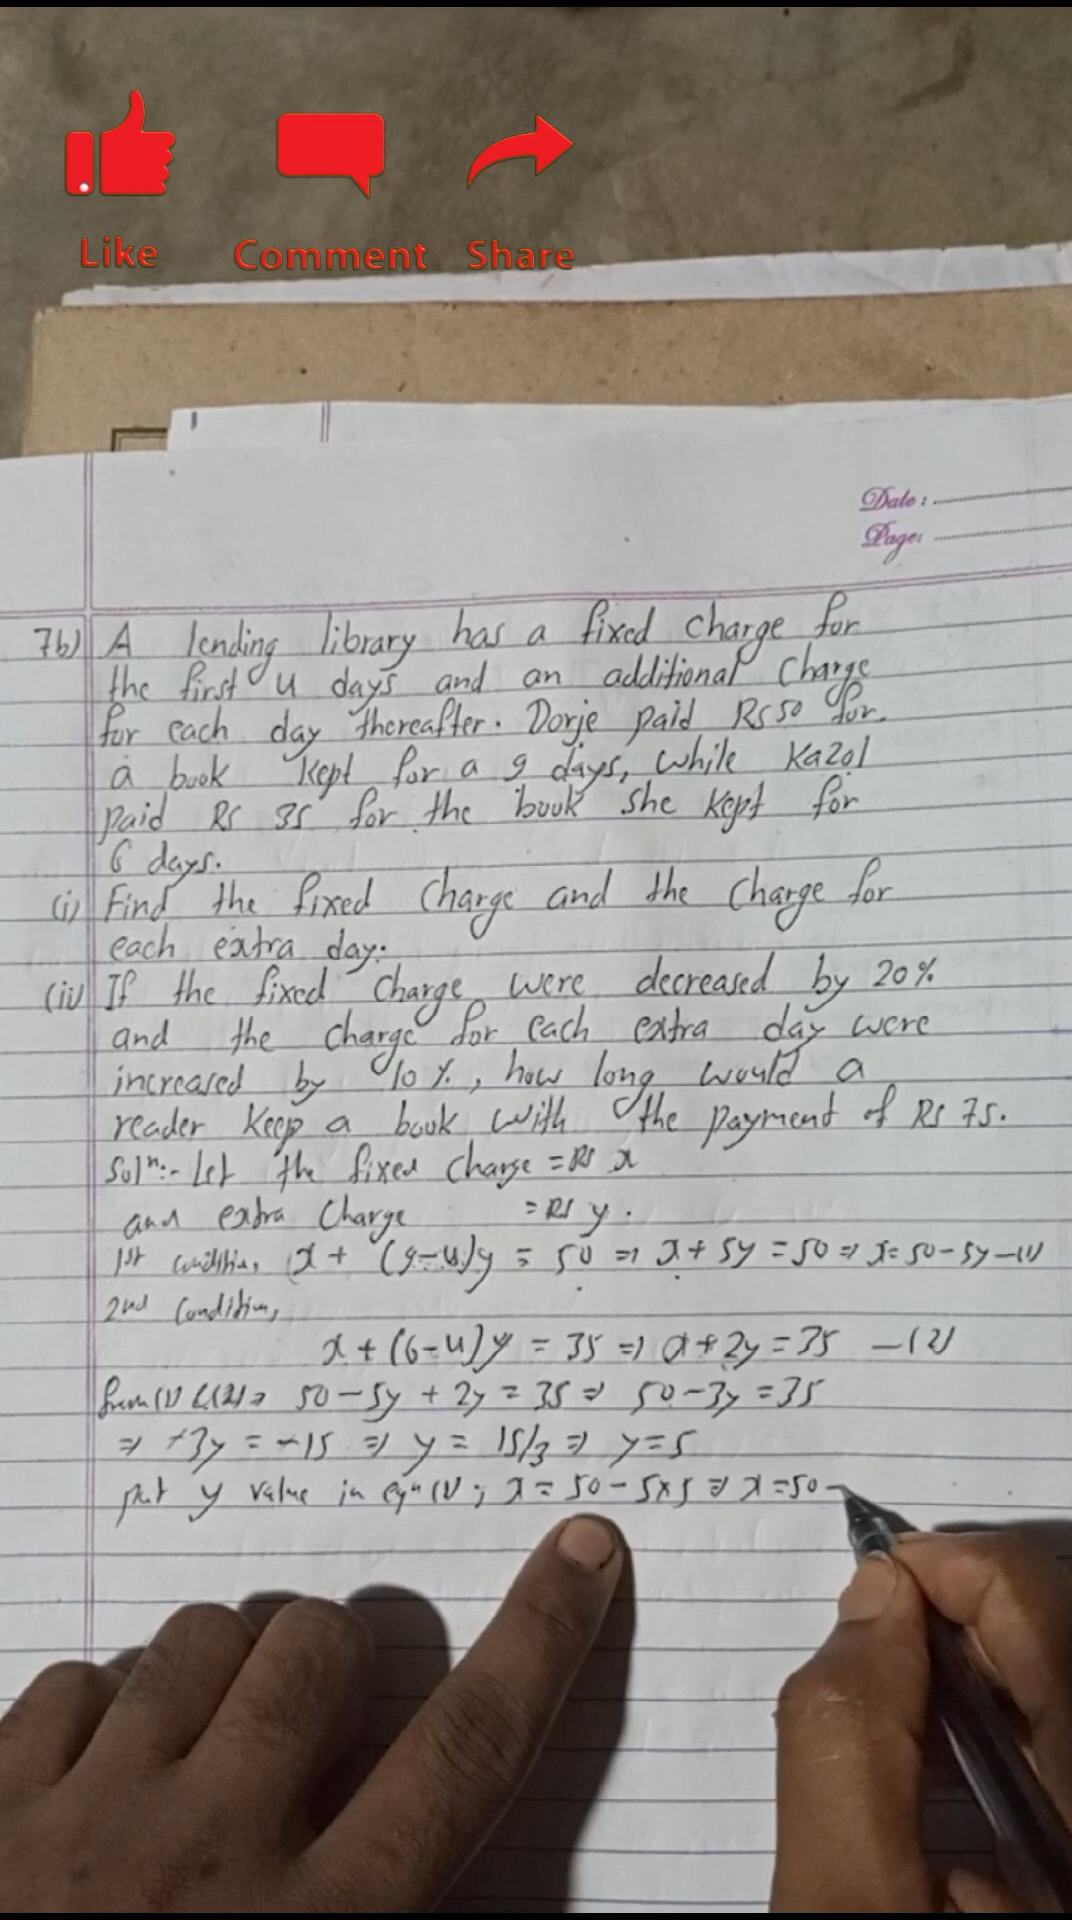 Like Comment Share
Date:
Page:
7b) A lending library has a fixed charge for
the first 4 days and an additional charge
for each day thereafter. Dorje paid Rs 50 for
a book kept for a 9 days, while Kazol
paid Rs 35 for the book she kept for
6 days.
(i) Find the fixed charge and the charge for
each extra day.
(ii) If the fixed charge were decreased by 20%
and the charge for each extra day were
increased by 10%, how long would a
reader keep a book with the payment of Rs 75.
Solⁿ:- Let the fixed charge = Rs x
and extra charge = Rs y.
1st condition, x + (9-4)y = 50 ⇒ x + 5y = 50 ⇒ x = 50 - 5y -(1)
2nd condition,
x + (6-4)y = 35 ⇒ x + 2y = 35 -(2)
from (1) & (2) ⇒ 50 - 5y + 2y = 35 ⇒ 50 - 3y = 35
⇒ -3y = -15 ⇒ y = 15/3 ⇒ y = 5
put y value in eqⁿ (1); x = 50 - 5×5 ⇒ x = 50 -